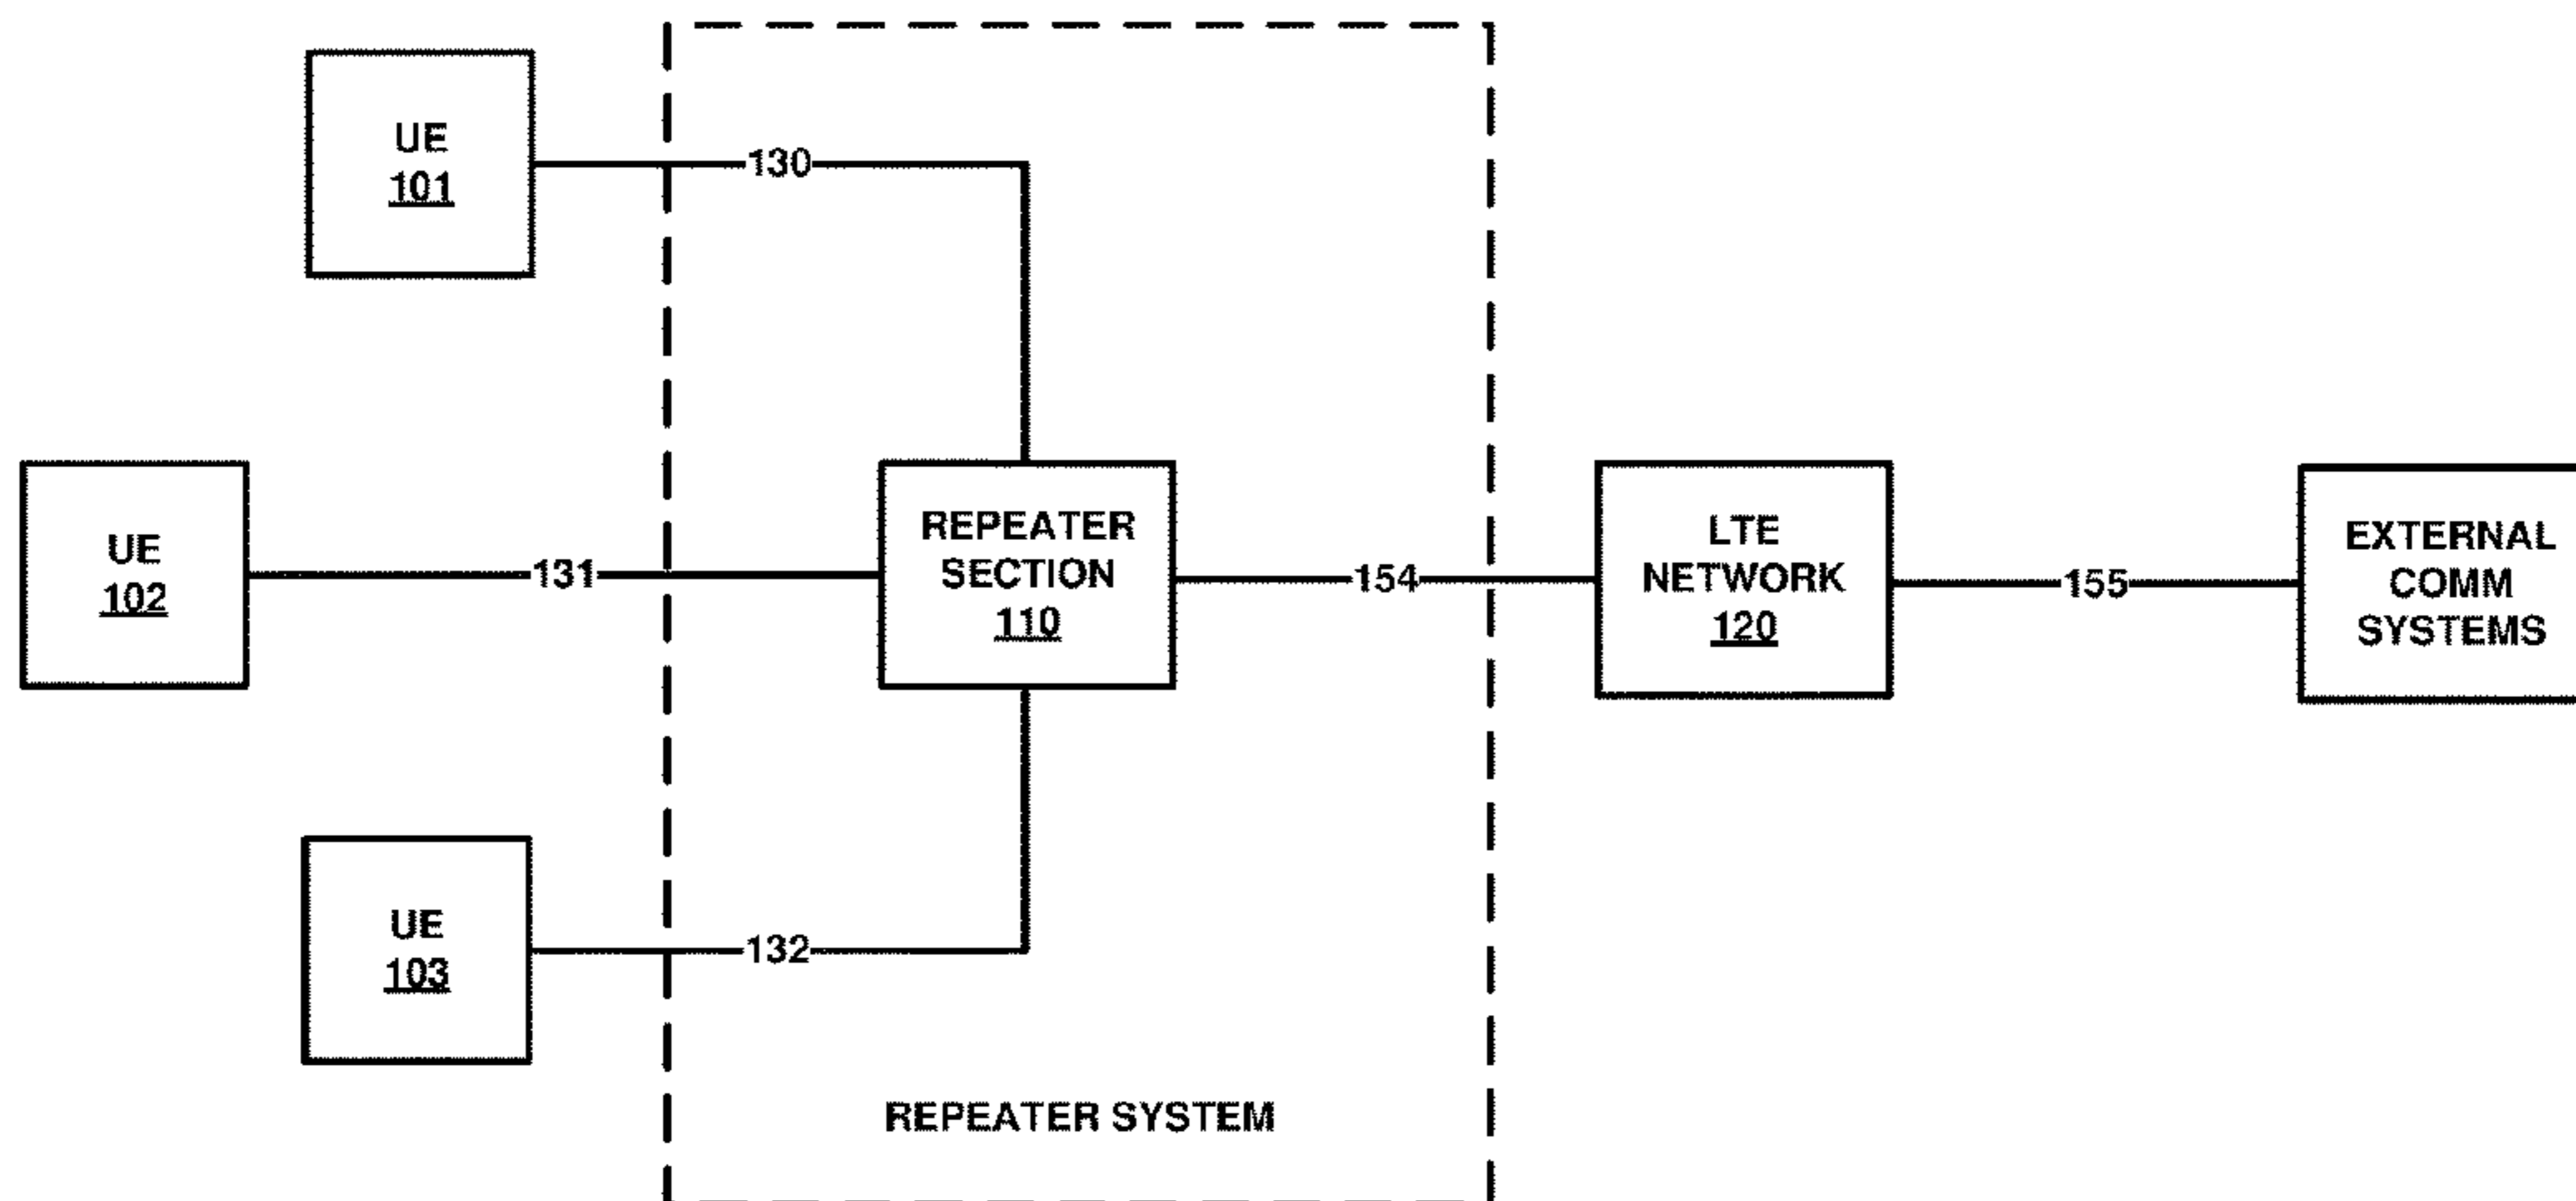 UE
101
130
UE
102
131
REPEATER
SECTION
110
154
LTE
NETWORK
120
155
EXTERNAL
COMM
SYSTEMS
UE
103
132
REPEATER SYSTEM